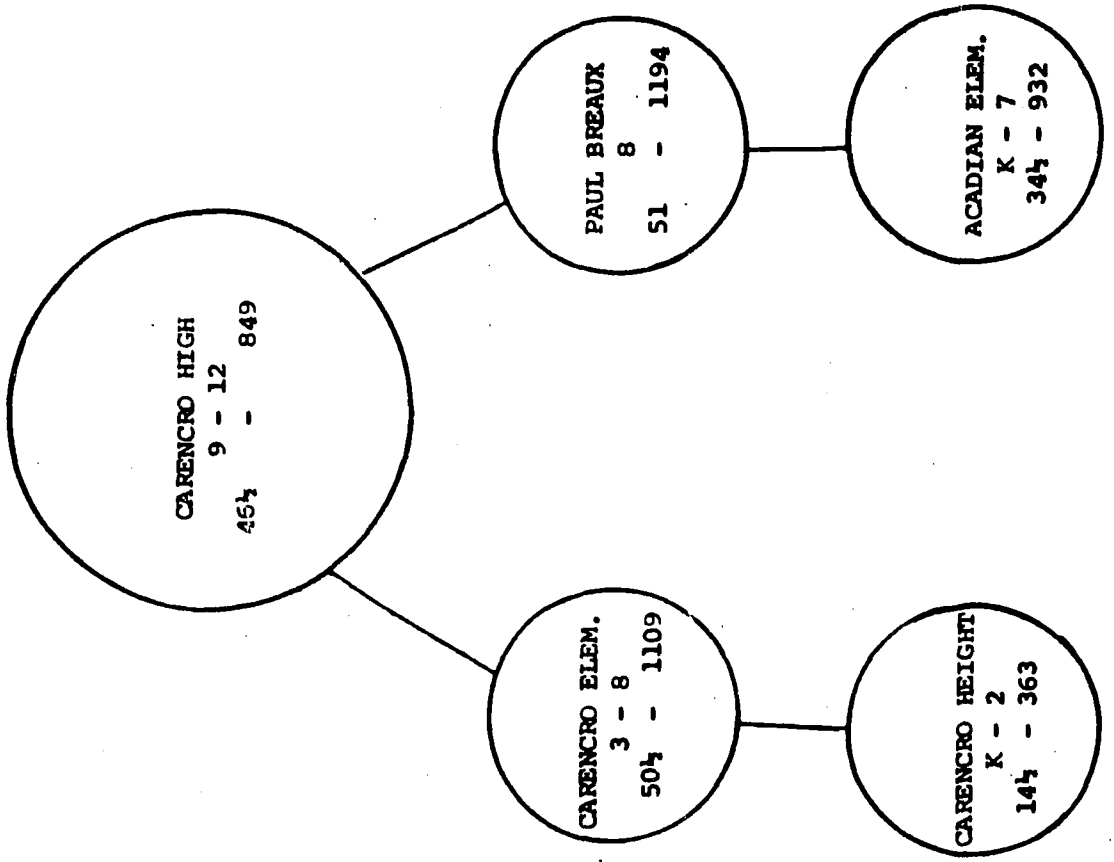 CARENCRO HIGH
9 - 12
46½ - 849
PAUL BREAUX
8
51 - 1194
ACADIAN ELEM.
K - 7
34½ - 932
CARENCRO ELEM.
3 - 8
50½ - 1109
CARENCRO HEIGHT
K - 2
14½ - 363